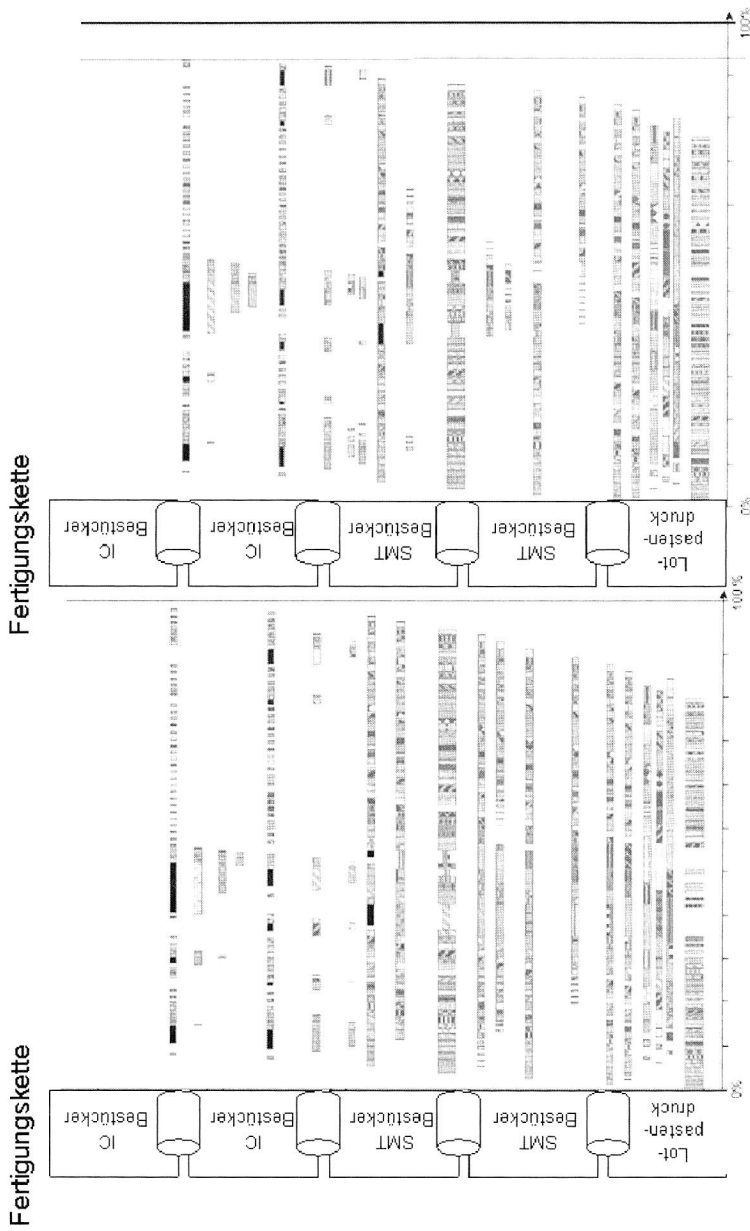 Fertigungskette
IC
Bestücker
IC
Bestücker
SMT
Bestücker
SMT
Bestücker
Lot-
pasten-
druck
0%
100%
Fertigungskette
IC
Bestücker
IC
Bestücker
SMT
Bestücker
SMT
Bestücker
Lot-
pasten-
druck
0%
100%